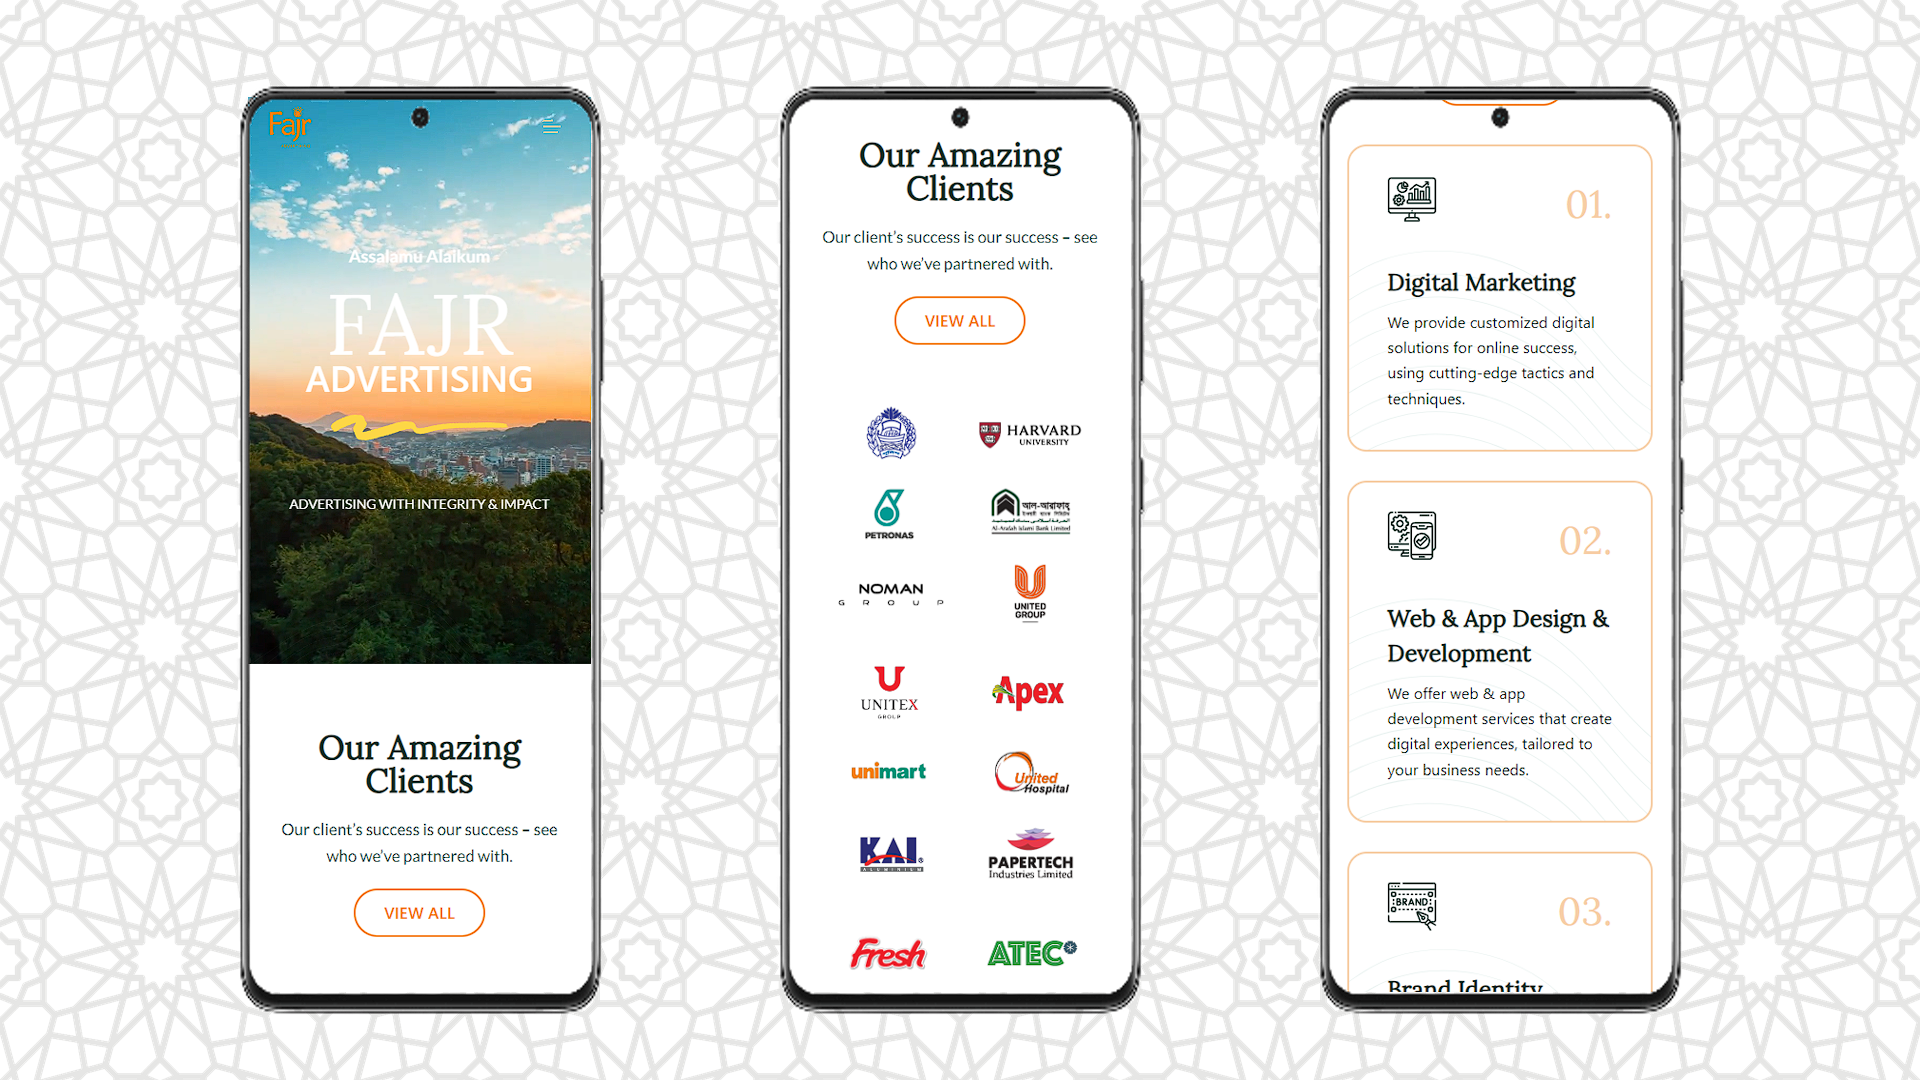 Fajr
Assalamu Alaikum
FAJR
ADVERTISING
ADVERTISING WITH INTEGRITY & IMPACT
Our Amazing
Clients
Our client's success is our success – see
who we've partnered with.
VIEW ALL
Our Amazing
Clients
Our client's success is our success – see
who we've partnered with.
VIEW ALL
HARVARD
UNIVERSITY
PETRONAS
আল-আরাফাহ্
Al-Arafah Islami Bank Limited
NOMAN
GROUP
UNITED
GROUP
UNITEX
GROUP
Apex
unimart
United
Hospital
KAI®
ALUMINIUM
PAPERTECH
Industries Limited
Fresh
ATEC
01.
Digital Marketing
We provide customized digital
solutions for online success,
using cutting-edge tactics and
techniques.
02.
Web & App Design &
Development
We offer web & app
development services that create
digital experiences, tailored to
your business needs.
BRAND
03.
Brand Identity